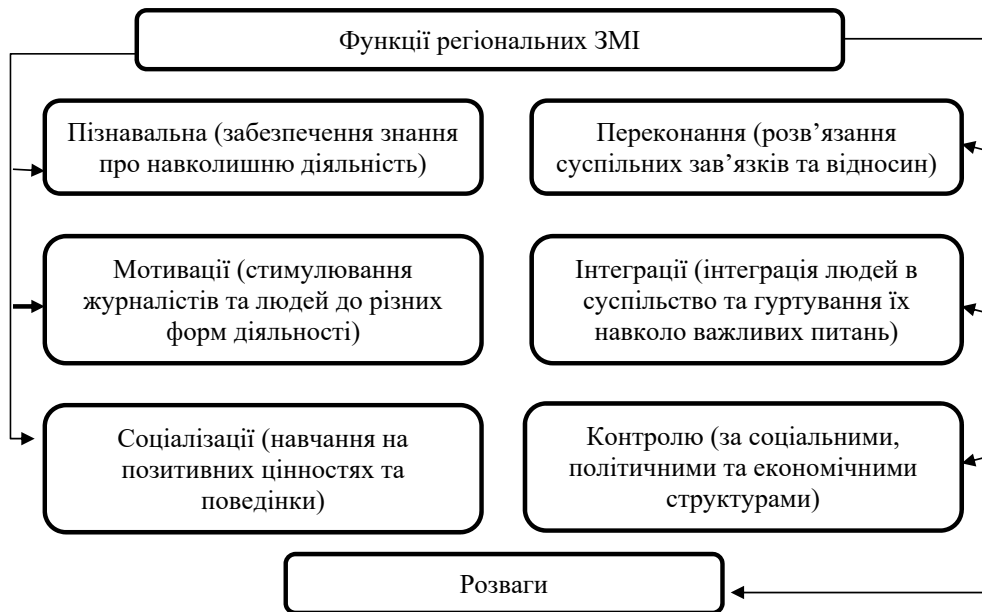 Функції регіональних ЗМІ
Пізнавальна (забезпечення знання
про навколишню діяльність)
Переконання (розв’язання
суспільних зав’язків та відносин)
Мотивації (стимулювання
журналістів та людей до різних
форм діяльності)
Інтеграції (інтеграція людей в
суспільство та гуртування їх
навколо важливих питань)
Соціалізації (навчання на
позитивних цінностях та
поведінки)
Контролю (за соціальними,
політичними та економічними
структурами)
Розваги